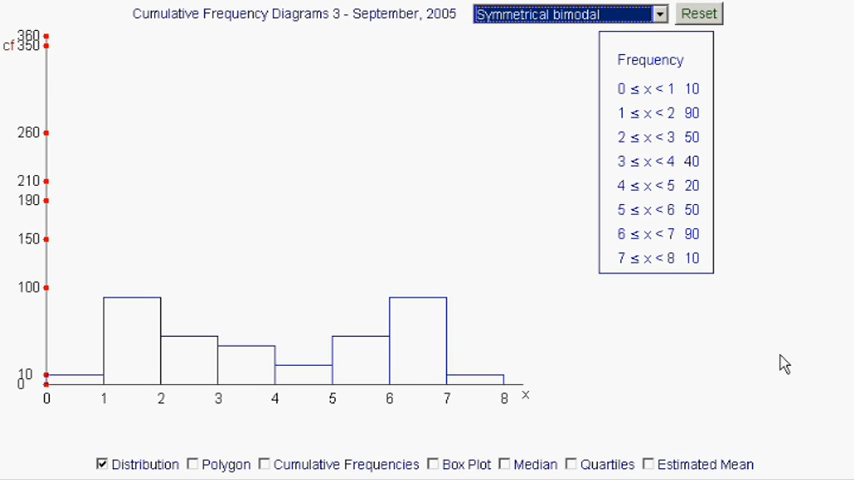 Cumulative Frequency Diagrams 3 - September, 2005
Symmetrical bimodal
Reset
360
cf 350
260
210
190
150
100
10
0
0 1 2 3 4 5 6 7 8 x
Frequency
0 ≤ x < 1 10
1 ≤ x < 2 90
2 ≤ x < 3 50
3 ≤ x < 4 40
4 ≤ x < 5 20
5 ≤ x < 6 50
6 ≤ x < 7 90
7 ≤ x < 8 10
Distribution Polygon Cumulative Frequencies Box Plot Median Quartiles Estimated Mean